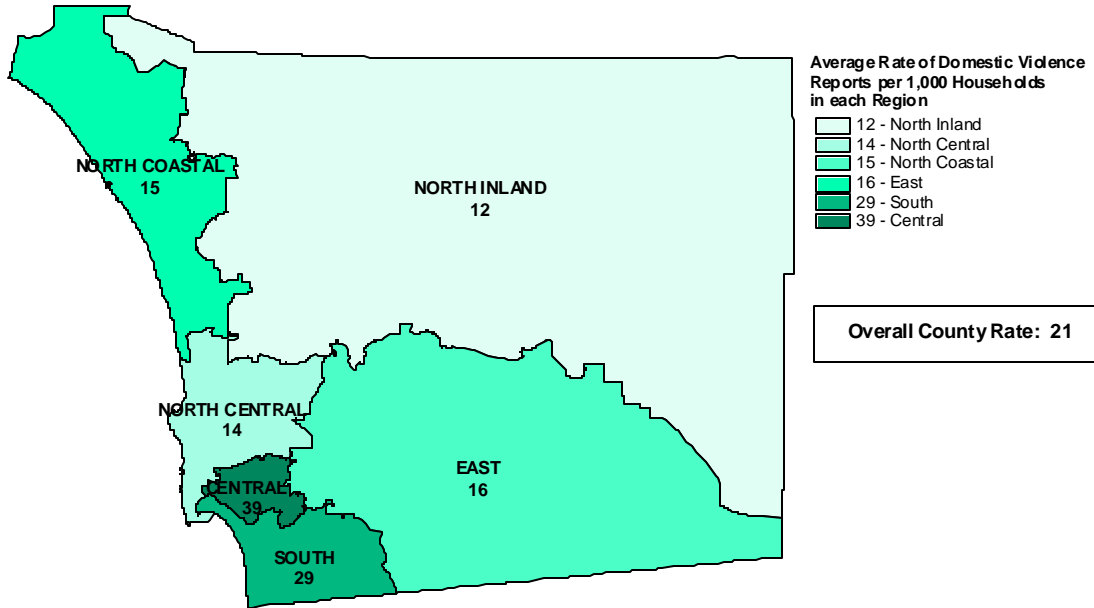 Average Rate of Domestic Violence
Reports per 1,000 Households
in each Region
12 - North Inland
14 - North Central
15 - North Coastal
16 - East
29 - South
39 - Central
Overall County Rate: 21
NORTH COASTAL
15
NORTH INLAND
12
NORTH CENTRAL
14
EAST
16
CENTRAL
39
SOUTH
29